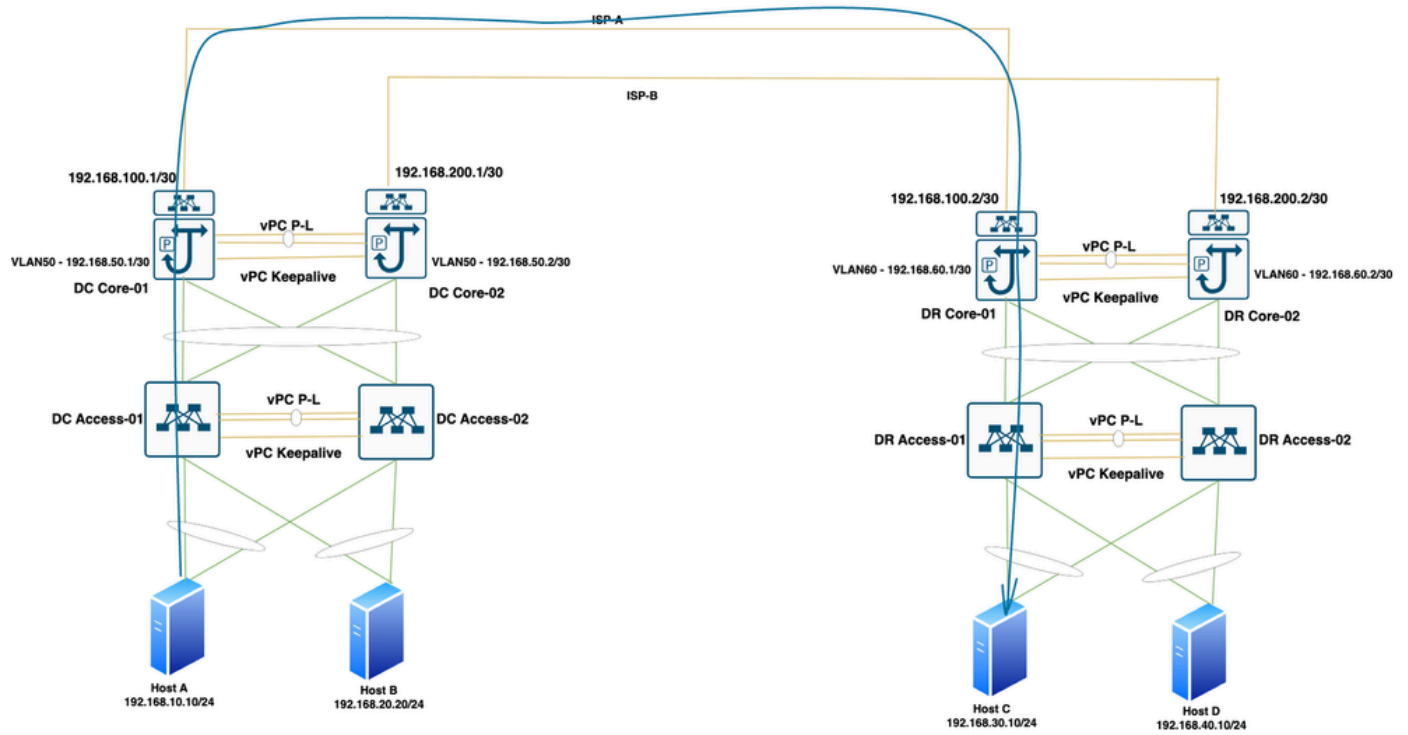 ISP-A
ISP-B
192.168.100.1/30
192.168.200.1/30
192.168.100.2/30
192.168.200.2/30
P
vPC P-L
P
P
vPC P-L
P
VLAN50 - 192.168.50.1/30
VLAN50 - 192.168.50.2/30
VLAN60 - 192.168.60.1/30
VLAN60 - 192.168.60.2/30
vPC Keepalive
vPC Keepalive
DC Core-01
DC Core-02
DR Core-01
DR Core-02
vPC P-L
vPC P-L
DC Access-01
DC Access-02
DR Access-01
DR Access-02
vPC Keepalive
vPC Keepalive
Host A
192.168.10.10/24
Host B
192.168.20.20/24
Host C
192.168.30.10/24
Host D
192.168.40.10/24